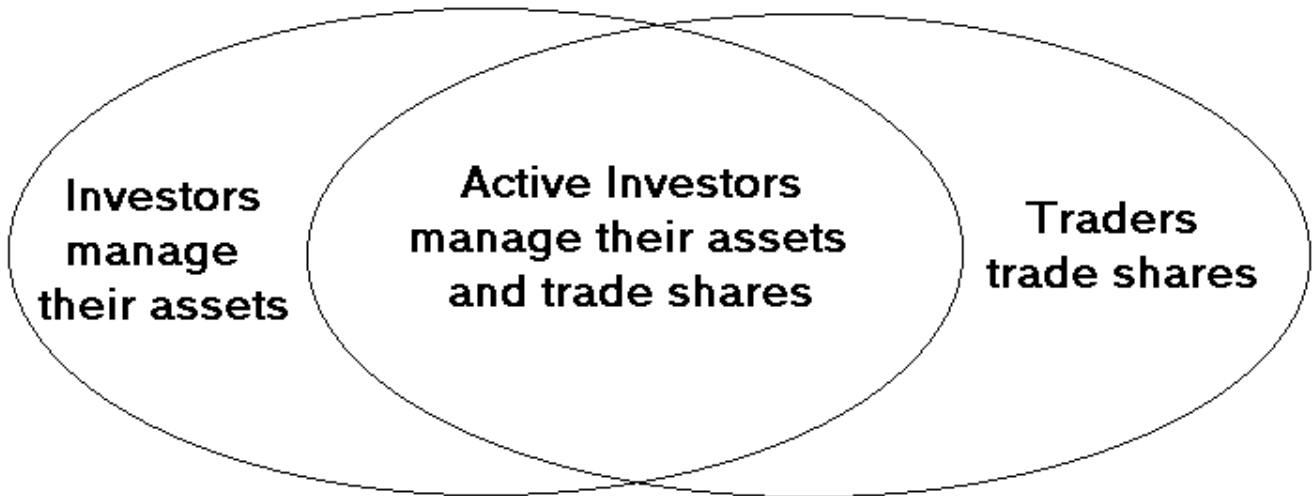 Investors
manage
their assets
Active Investors
manage their assets
and trade shares
Traders
trade shares